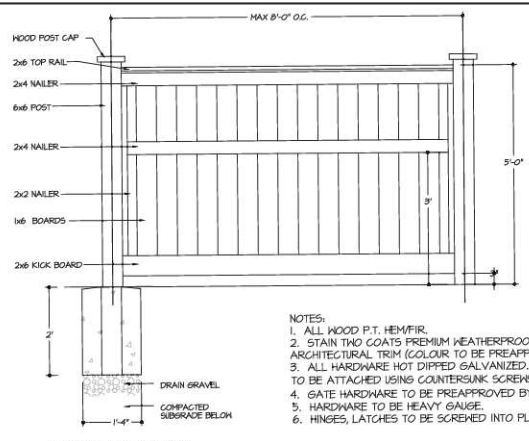 MAX 8'-0" O.C.
WOOD POST CAP
2x6 TOP RAIL
2x4 NAILER
6x6 POST
2x4 NAILER
2x2 NAILER
1x6 BOARDS
2x6 KICK BOARD
5'-0"
3'
3"
2'
DRAIN GRAVEL
COMPACTED
SUBGRADE BELOW
1'-4"
NOTES:
1. ALL WOOD P.T. HEM/FIR.
2. STAIN TWO COATS PREMIUM WEATHERPROO
ARCHITECTURAL TRIM (COLOUR TO BE PREAPP
3. ALL HARDWARE HOT DIPPED GALVANIZED.
TO BE ATTACHED USING COUNTERSUNK SCREWS
4. GATE HARDWARE TO BE PREAPPROVED BY
5. HARDWARE TO BE HEAVY GAUGE.
6. HINGES, LATCHES TO BE SCREWED INTO PL